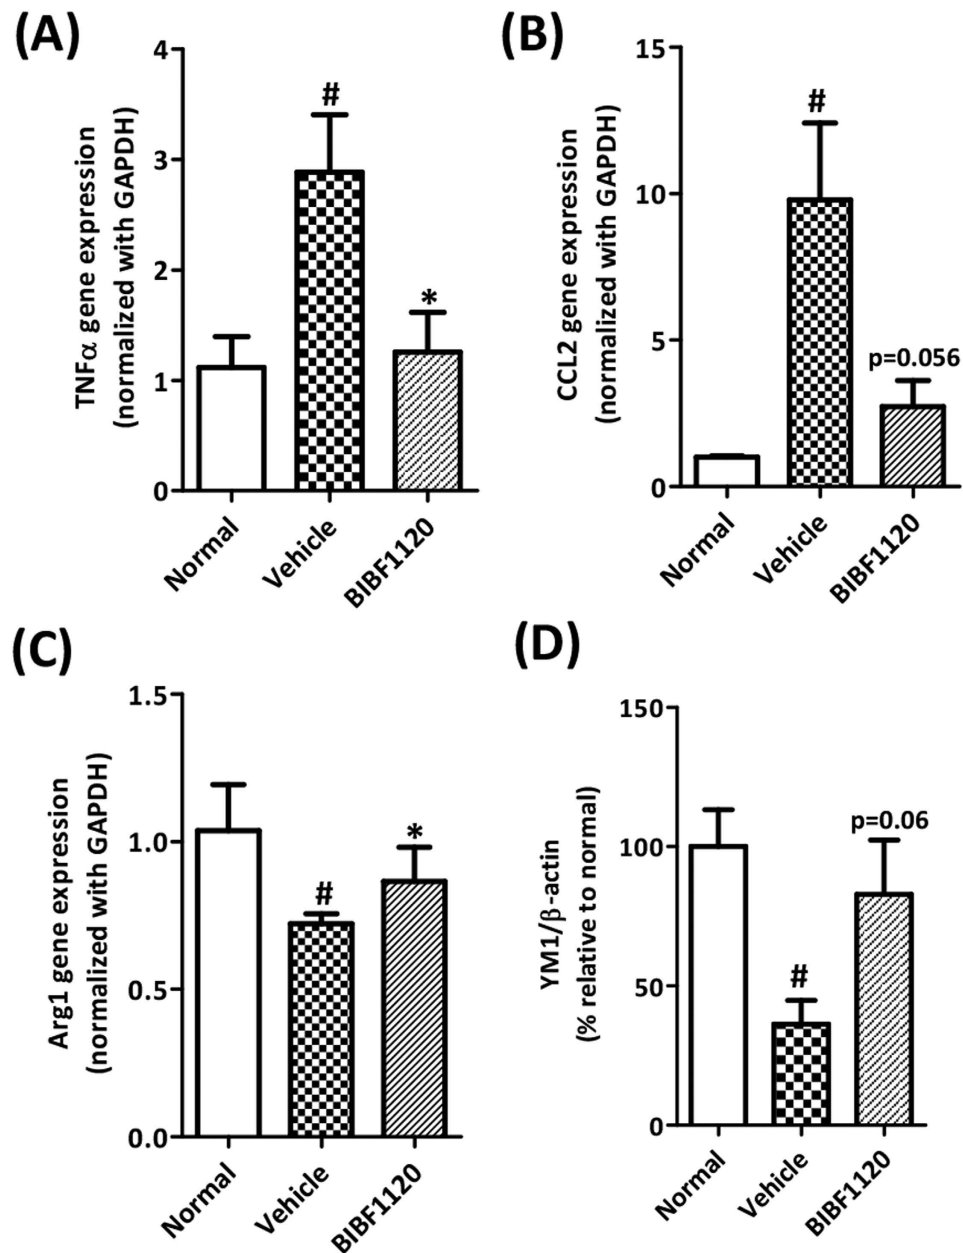 (A)
TNFα gene expression
(normalized with GAPDH)
4
3
2
1
0
#
*
Normal
Vehicle
BIBF1120
(B)
CCL2 gene expression
(normalized with GAPDH)
15
10
5
0
#
p=0.056
Normal
Vehicle
BIBF1120
(C)
Arg1 gene expression
(normalized with GAPDH)
1.5
1.0
0.5
0.0
#
*
Normal
Vehicle
BIBF1120
(D)
YM1/β-actin
(% relative to normal)
150
100
50
0
#
p=0.06
Normal
Vehicle
BIBF1120